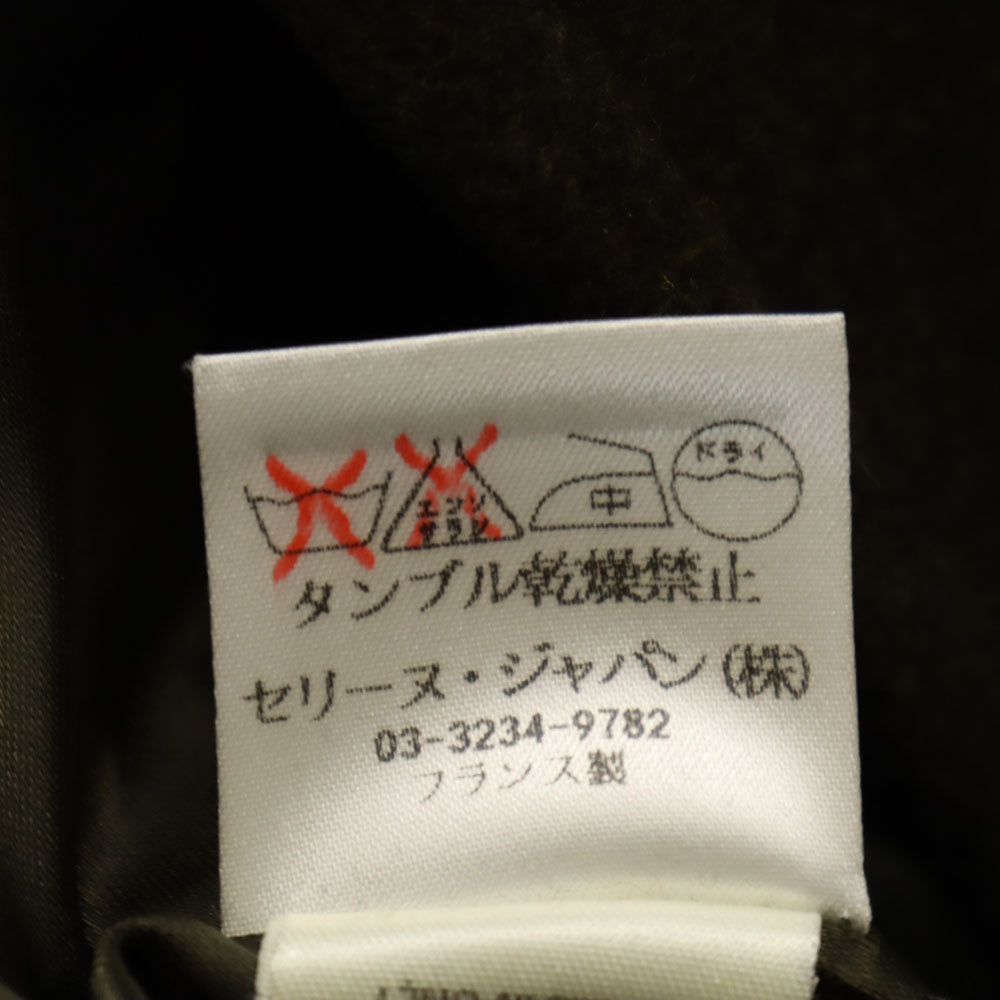 エンソ
サラシ
中
ドライ
タンブル乾燥禁止
セリーヌ・ジャパン(株)
03-3234-9782
フランス製